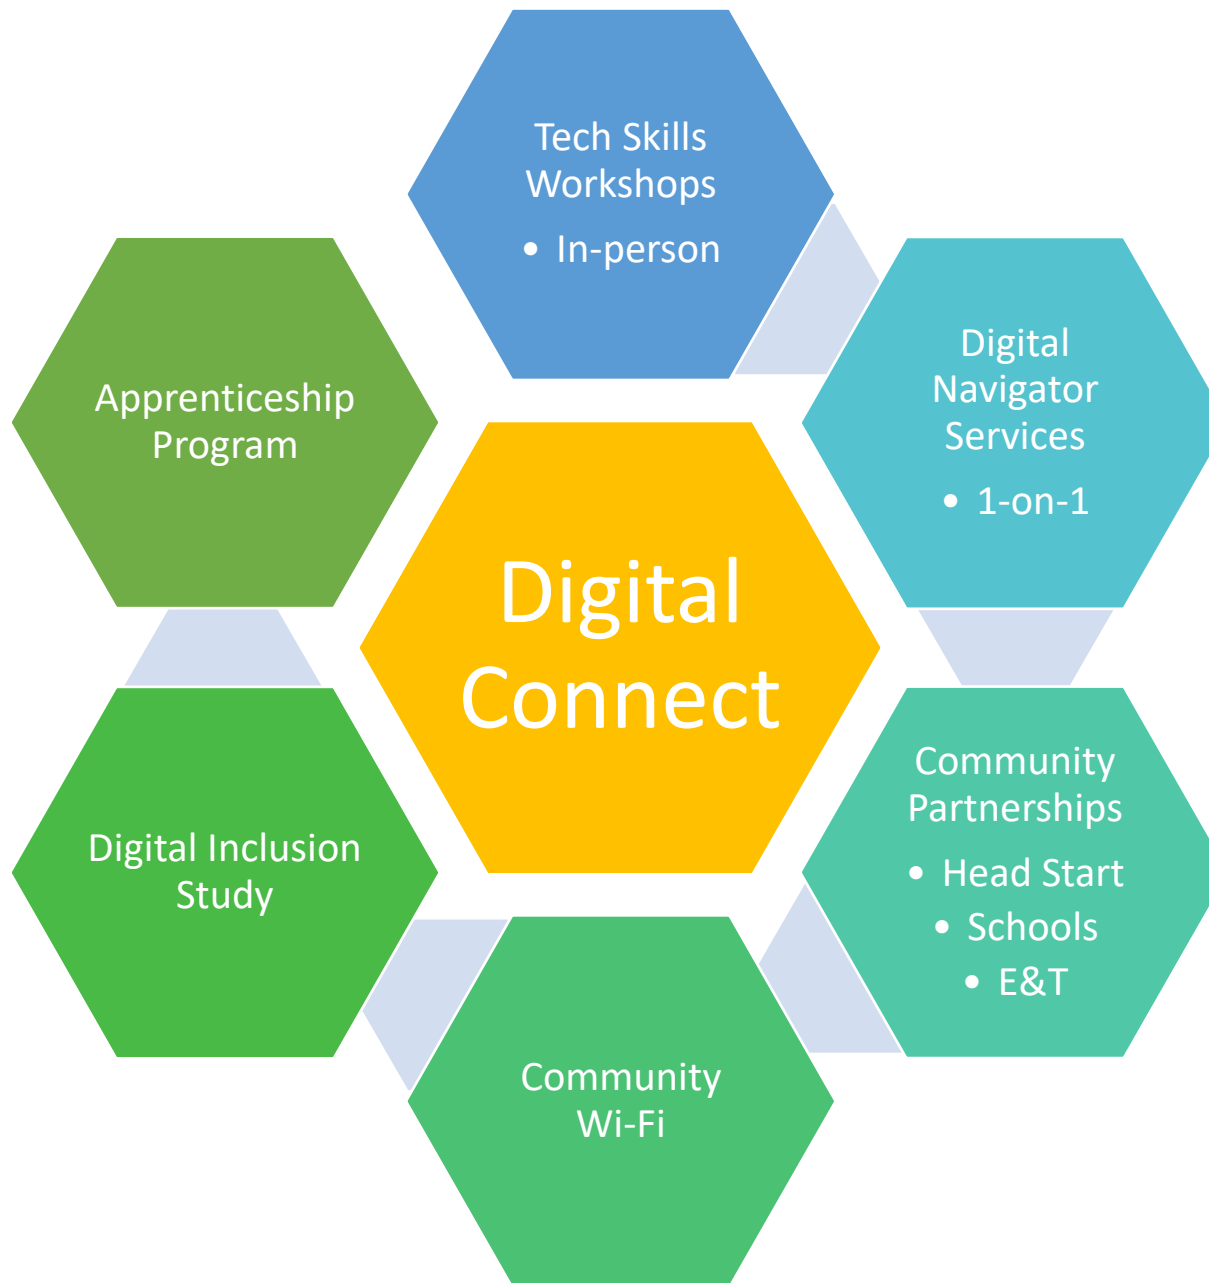 Tech Skills
Workshops
• In-person
Digital
Navigator
Services
• 1-on-1
Community
Partnerships
• Head Start
• Schools
• E&T
Community
Wi-Fi
Digital Inclusion
Study
Apprenticeship
Program
Digital
Connect